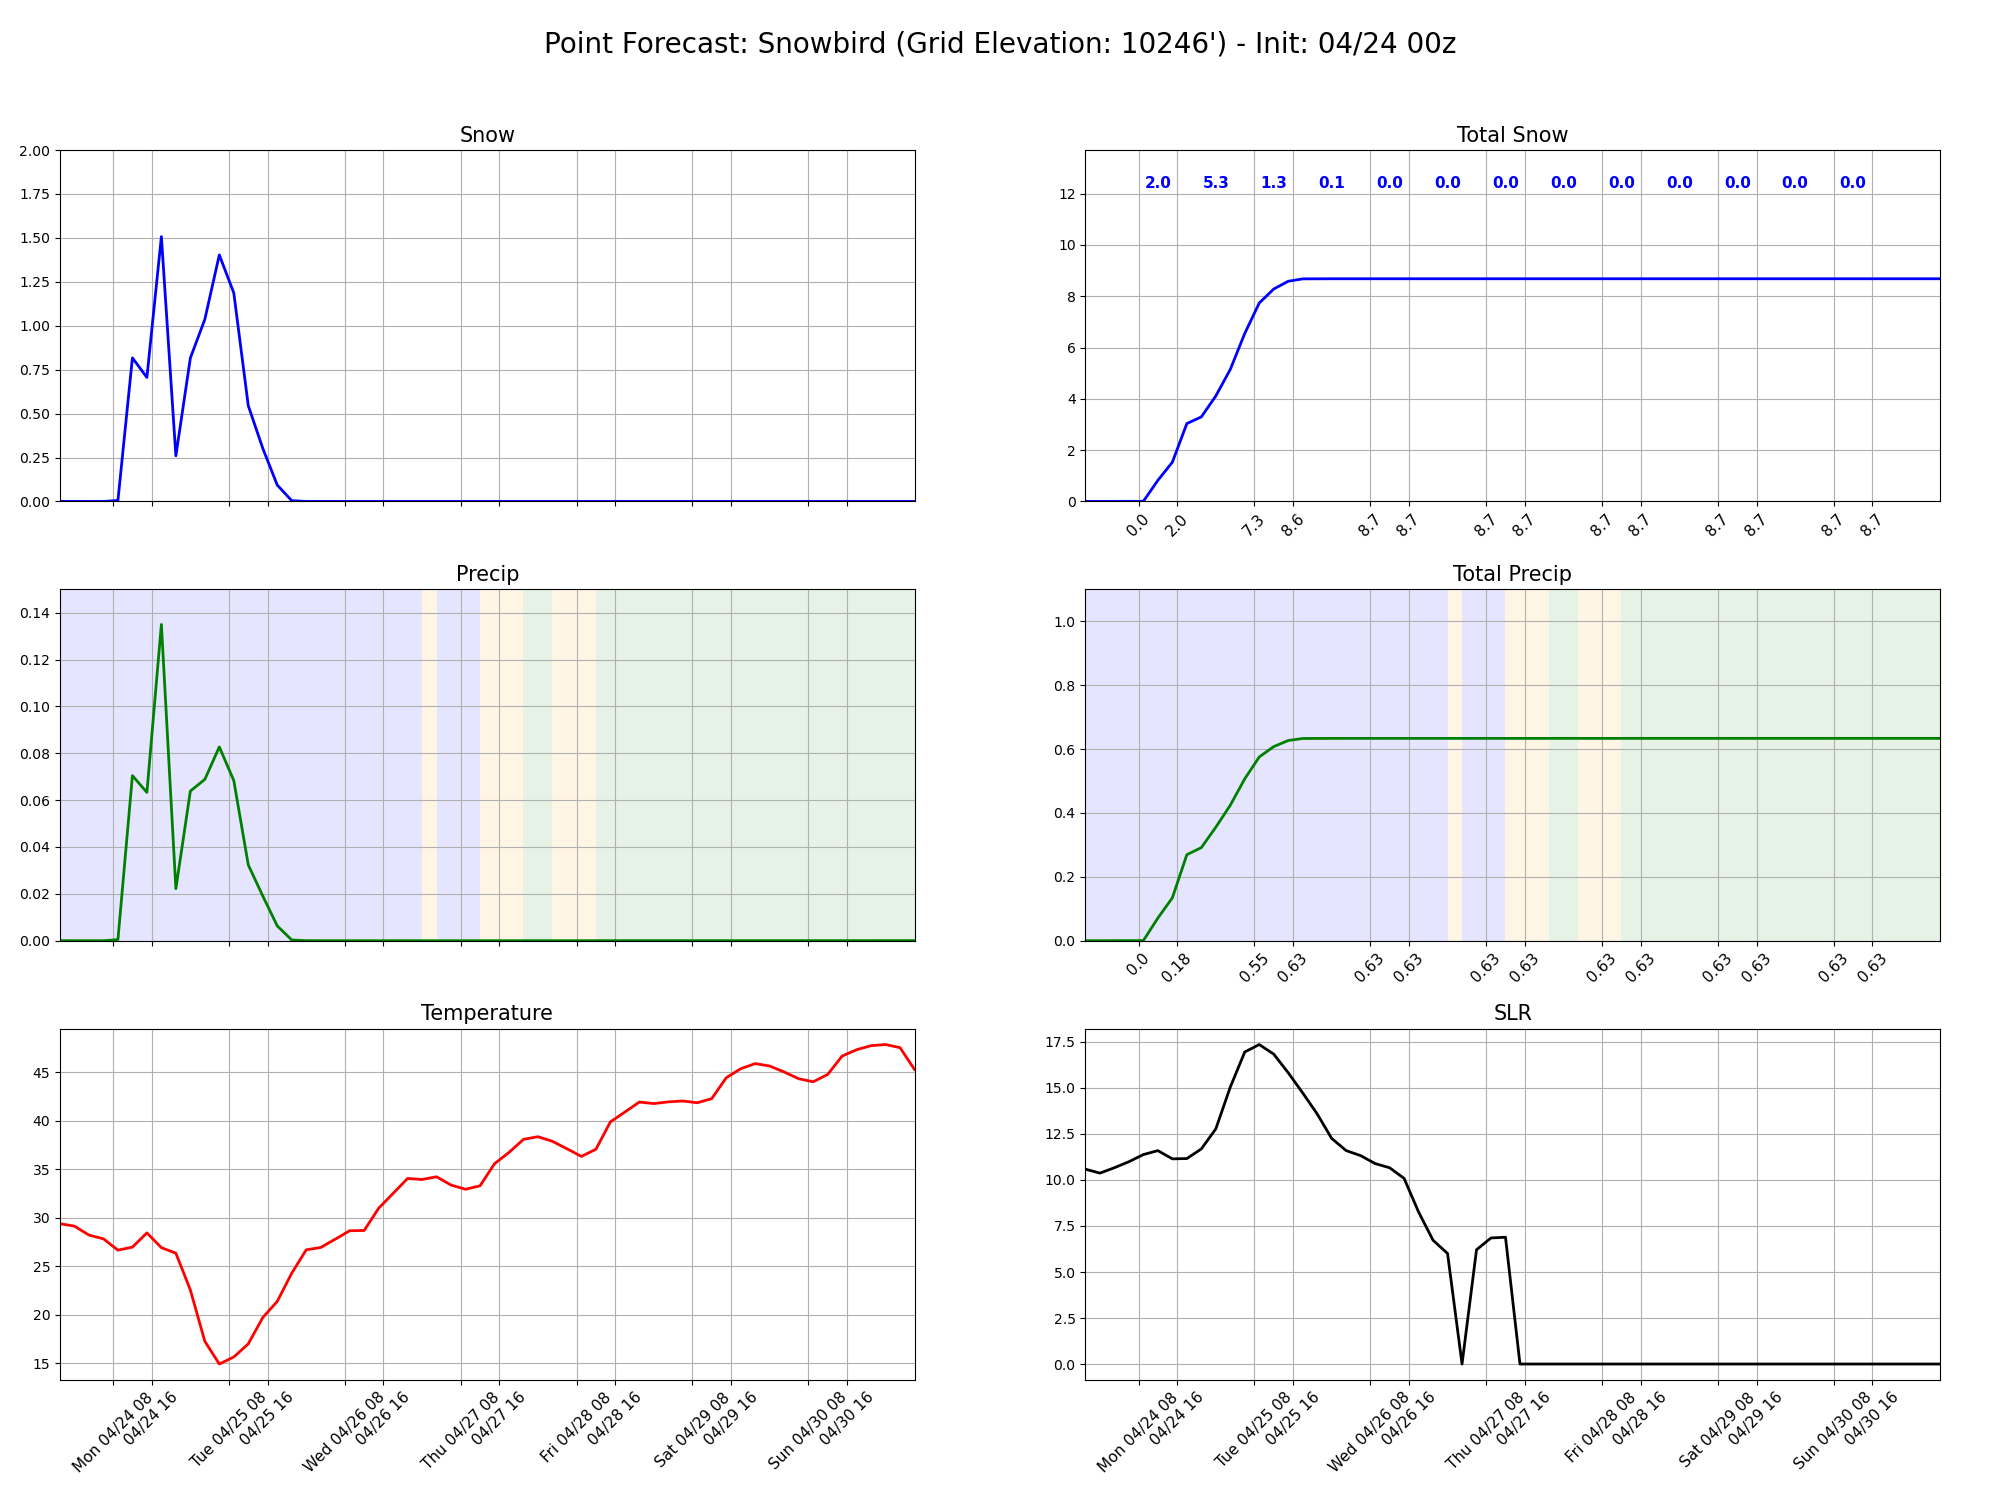 Point Forecast: Snowbird (Grid Elevation: 10246') - Init: 04/24 00z
Snow
2.00
1.75
1.50
1.25
1.00
0.75
0.50
0.25
0.00
Total Snow
2.0 5.3 1.3 0.1 0.0 0.0 0.0 0.0 0.0 0.0 0.0 0.0 0.0
12
10
8
6
4
2
0
0.0 2.0 7.3 8.6 8.7 8.7 8.7 8.7 8.7 8.7 8.7 8.7 8.7 8.7
Precip
0.14
0.12
0.10
0.08
0.06
0.04
0.02
0.00
Total Precip
1.0
0.8
0.6
0.4
0.2
0.0
0.0 0.18 0.55 0.63 0.63 0.63 0.63 0.63 0.63 0.63 0.63 0.63 0.63 0.63
Temperature
45
40
35
30
25
20
15
Mon 04/24 08
04/24 16
Tue 04/25 08
04/25 16
Wed 04/26 08
04/26 16
Thu 04/27 08
04/27 16
Fri 04/28 08
04/28 16
Sat 04/29 08
04/29 16
Sun 04/30 08
04/30 16
SLR
17.5
15.0
12.5
10.0
7.5
5.0
2.5
0.0
Mon 04/24 08
04/24 16
Tue 04/25 08
04/25 16
Wed 04/26 08
04/26 16
Thu 04/27 08
04/27 16
Fri 04/28 08
04/28 16
Sat 04/29 08
04/29 16
Sun 04/30 08
04/30 16